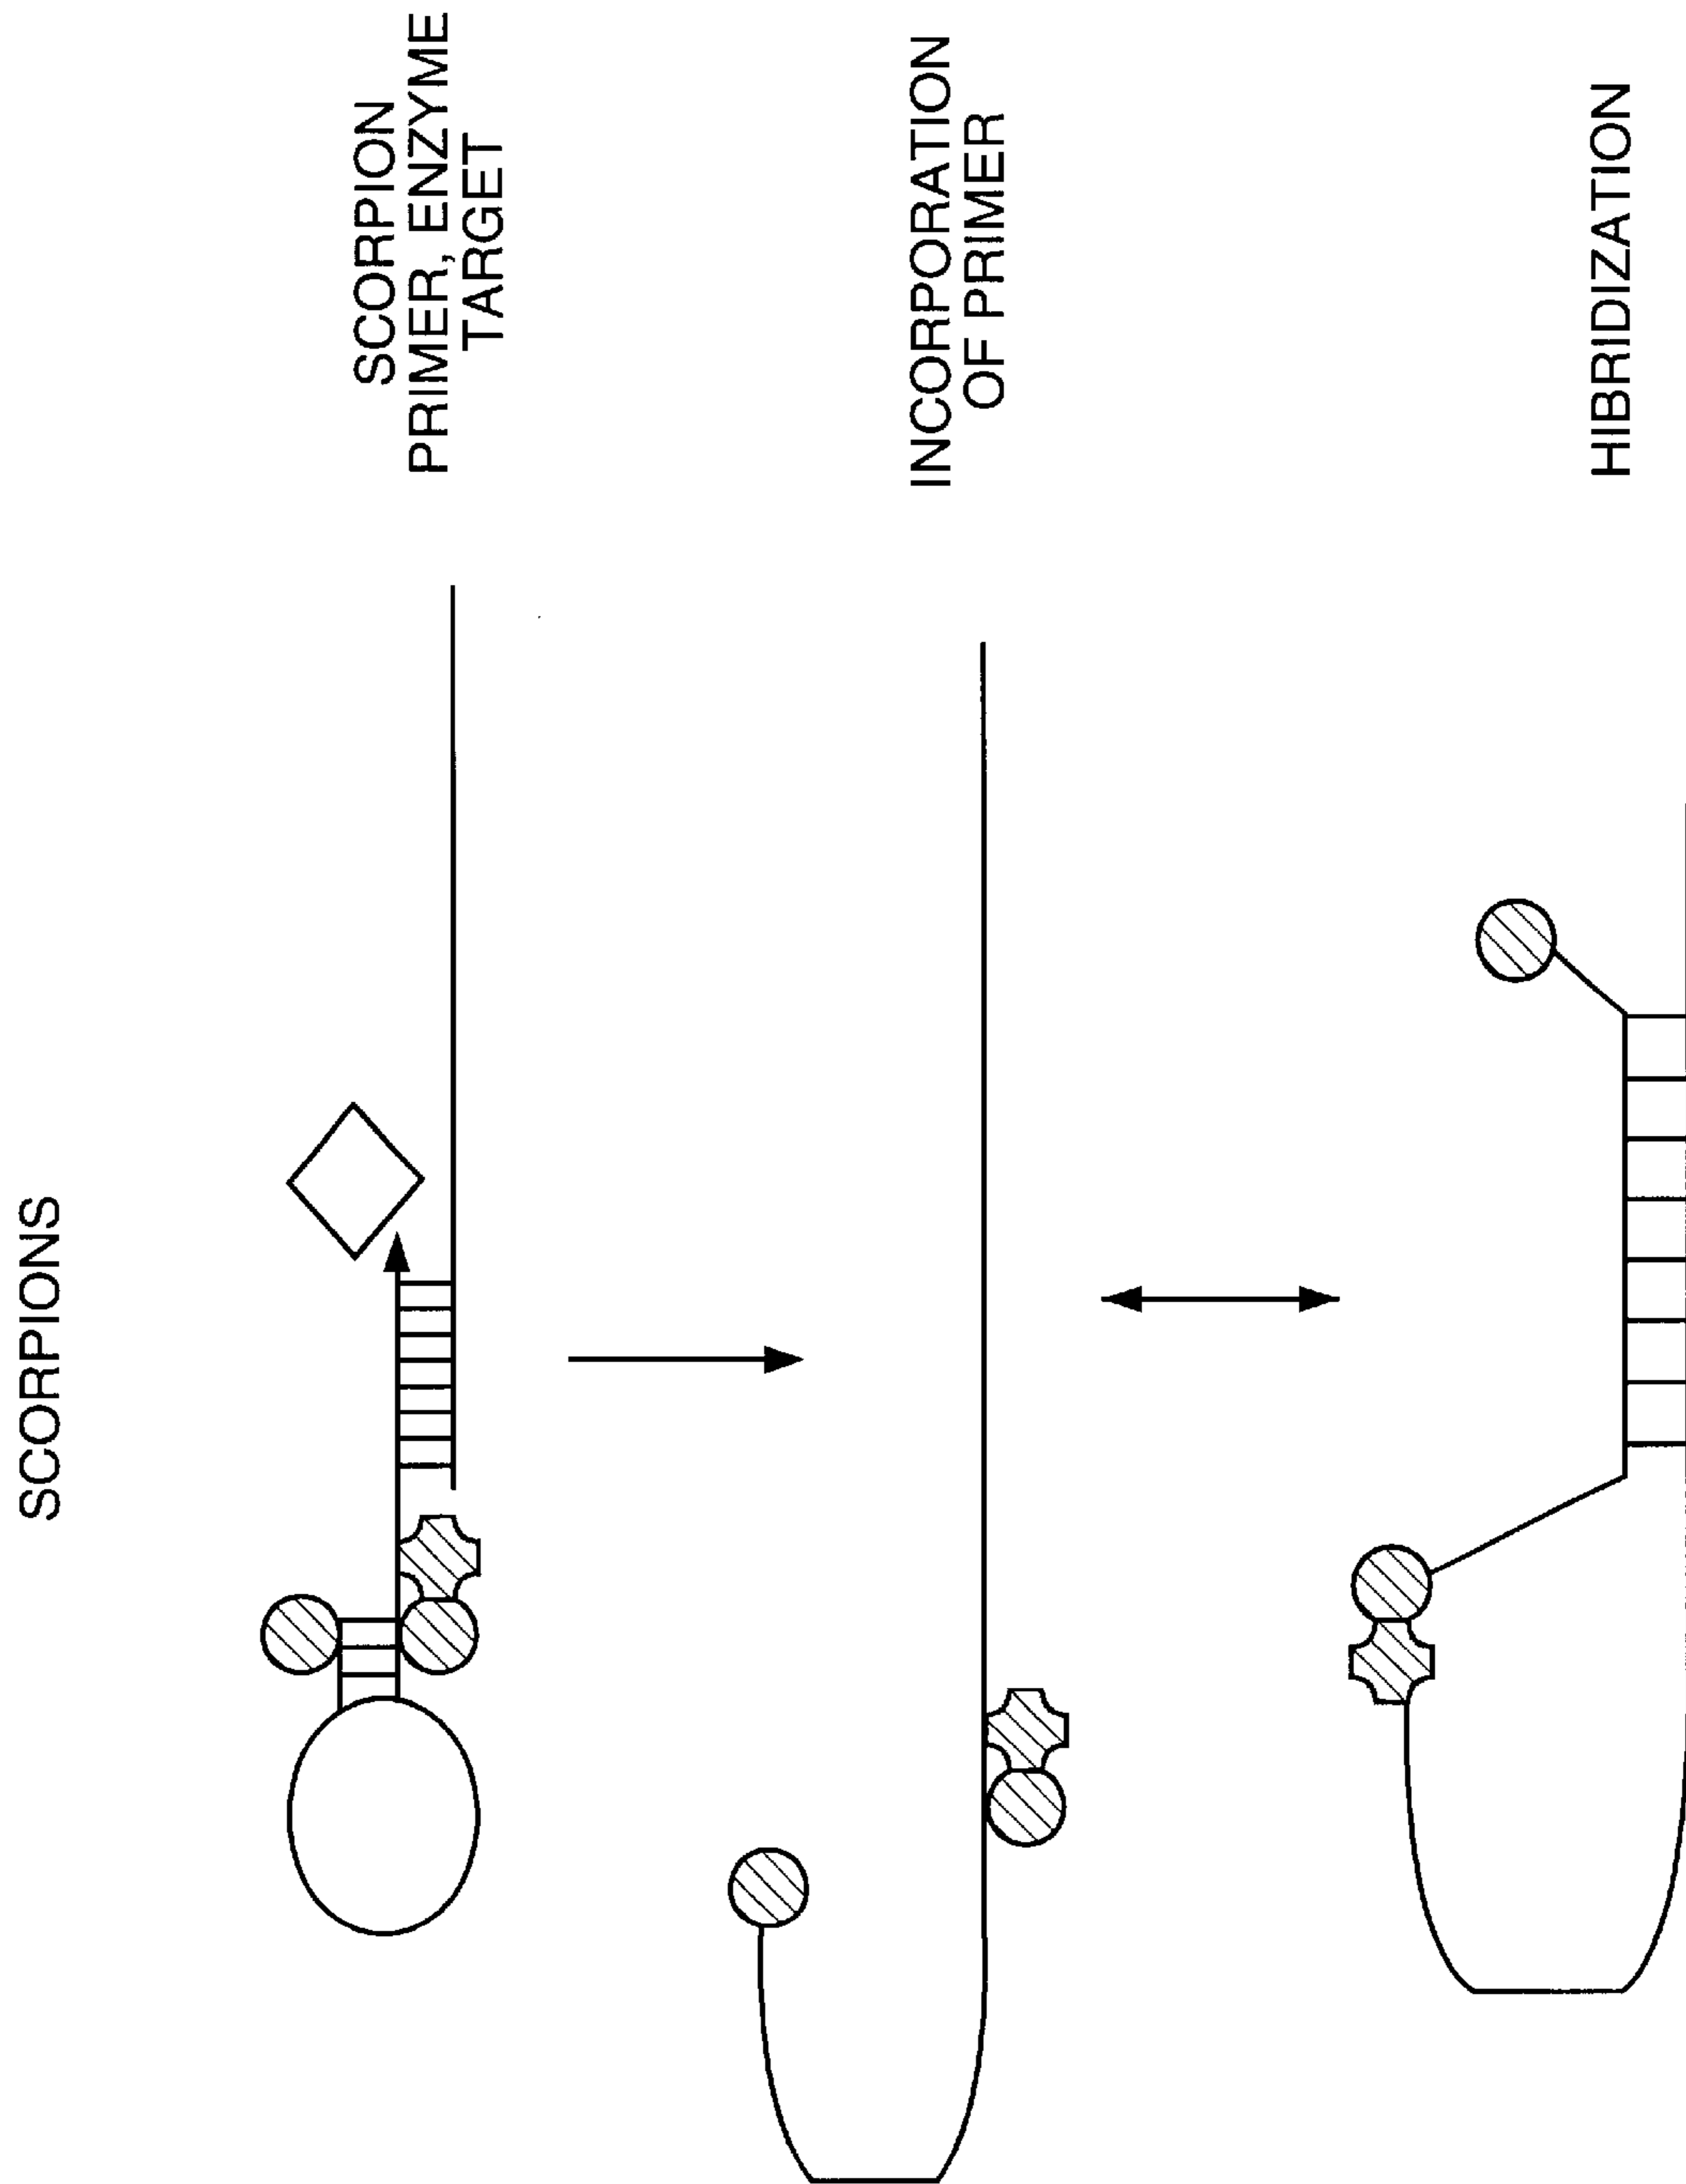 SCORPIONS
SCORPION
PRIMER, ENZYME
TARGET
INCORPORATION
OF PRIMER
HIBRIDIZATION